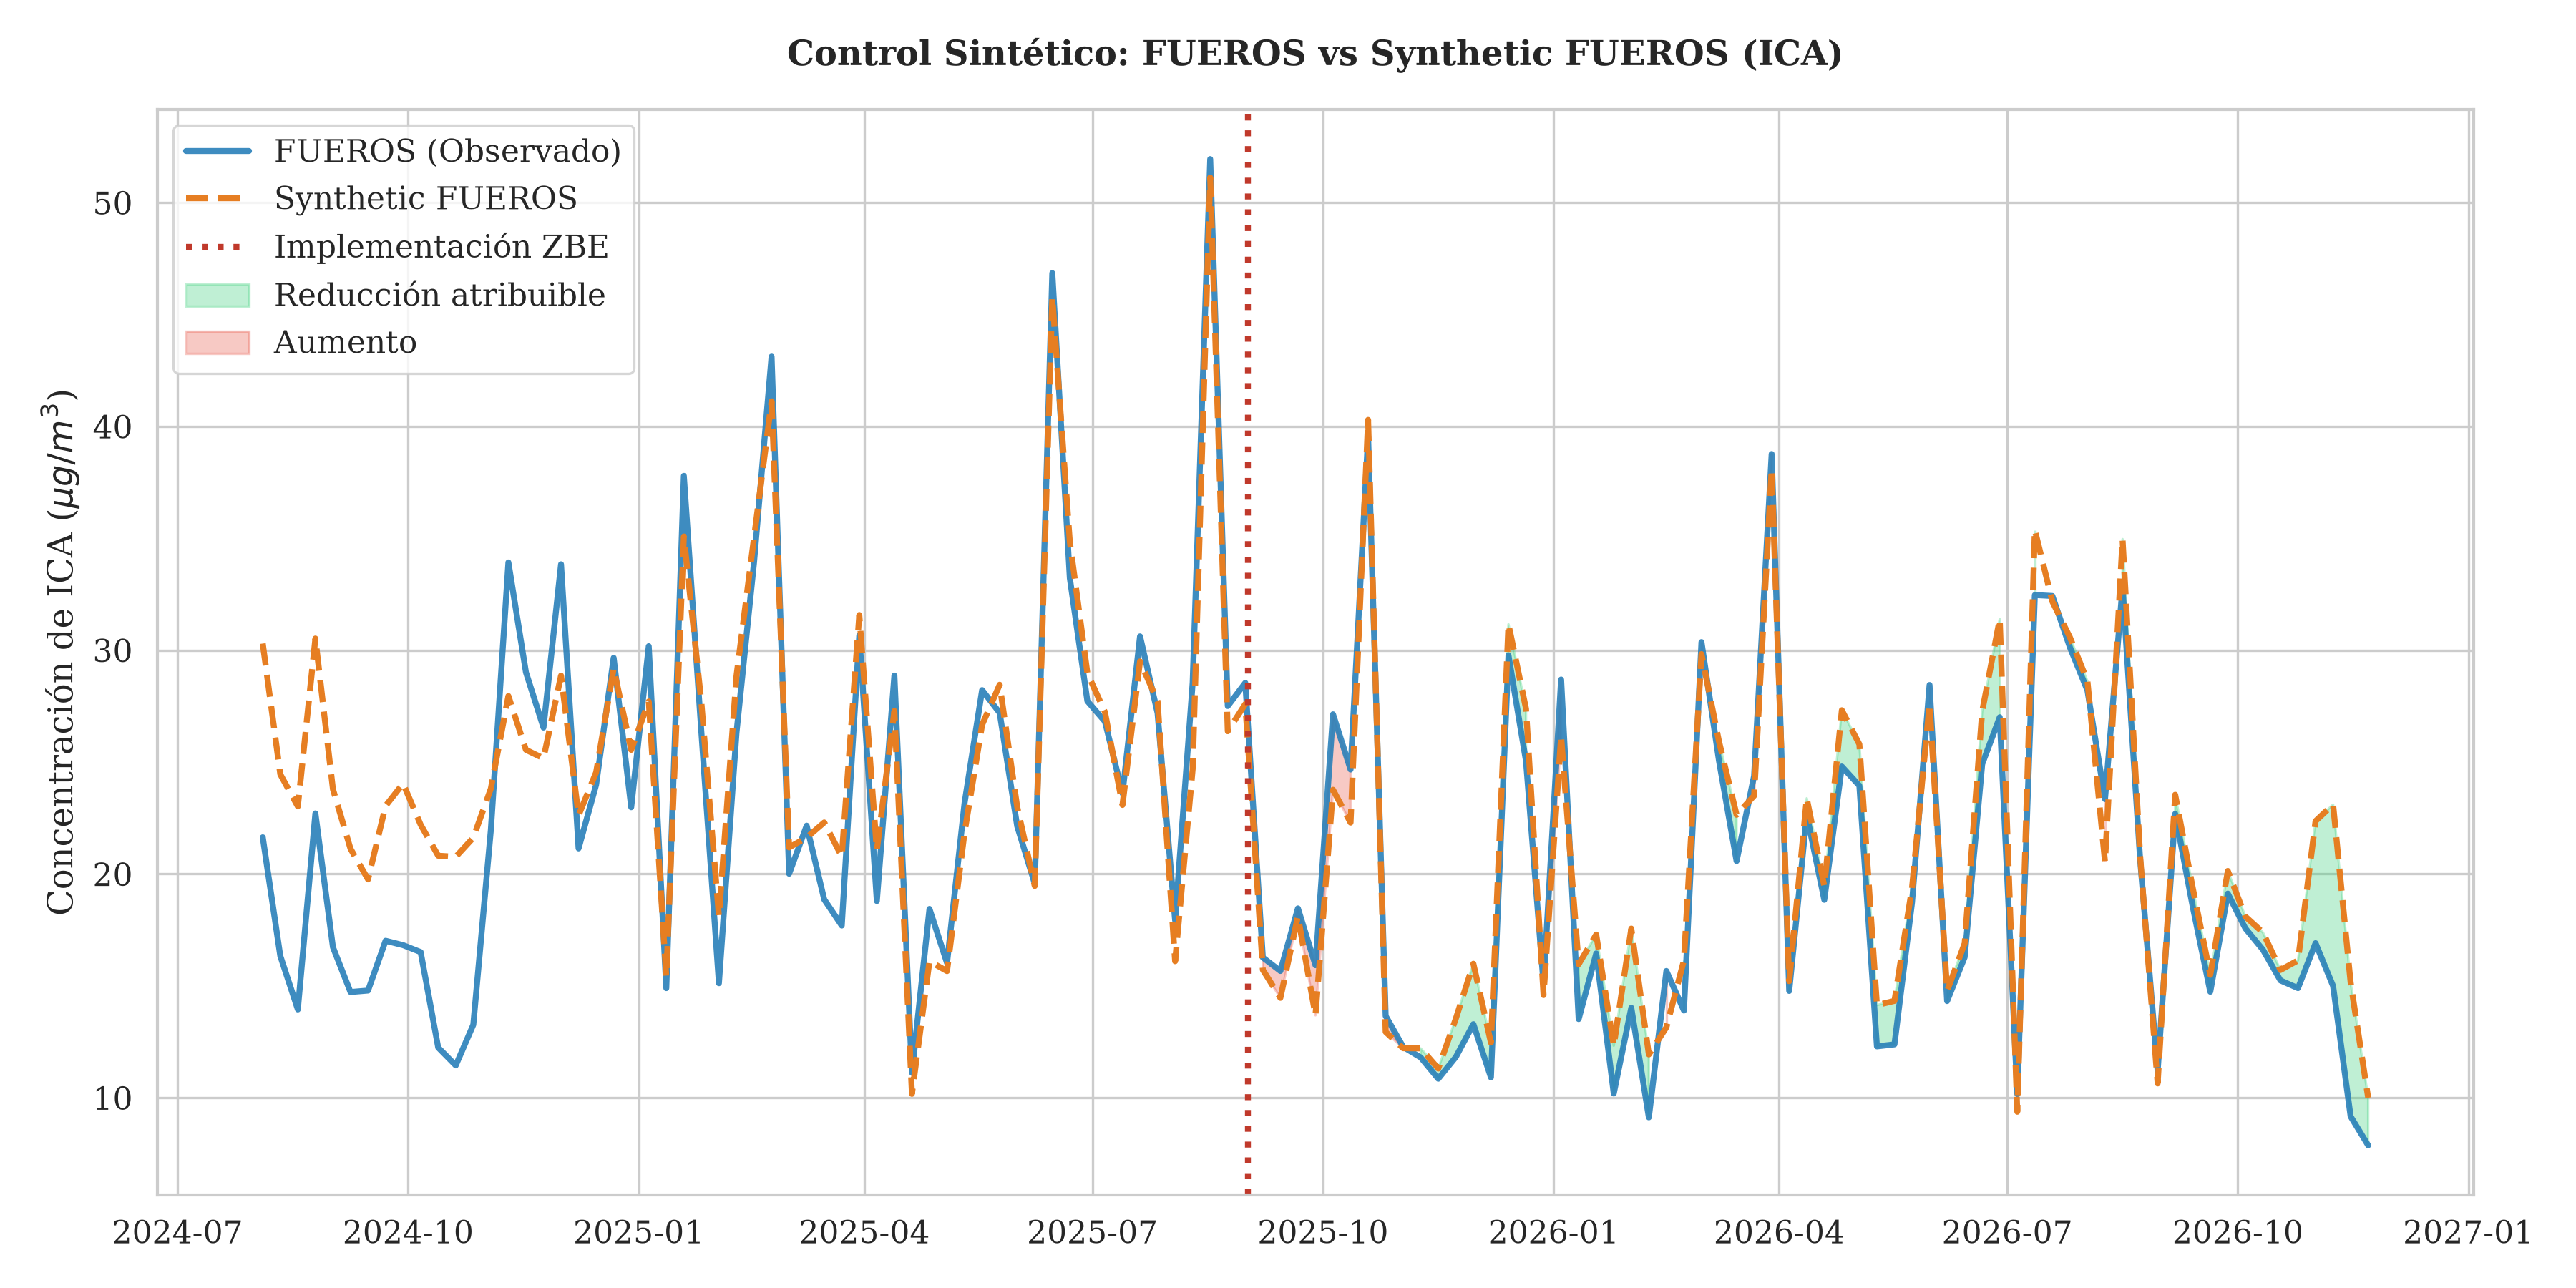 Control Sintético: FUEROS vs Synthetic FUEROS (ICA)
FUEROS (Observado)
Synthetic FUEROS
Implementación ZBE
Reducción atribuible
Aumento
Concentración de ICA (μg/m³)
50
40
30
20
10
2024-07 2024-10 2025-01 2025-04 2025-07 2025-10 2026-01 2026-04 2026-07 2026-10 2027-01